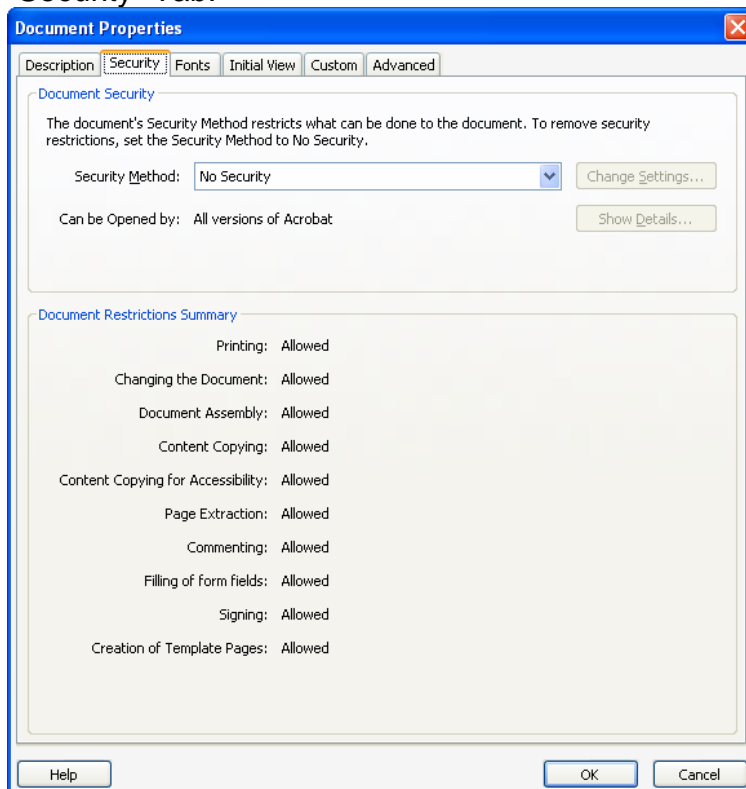 "Security" Tab.
Document Properties
Description Security Fonts Initial View Custom Advanced
Document Security
The document's Security Method restricts what can be done to the document. To remove security
restrictions, set the Security Method to No Security.
Security Method: No Security Change Settings...
Can be Opened by: All versions of Acrobat Show Details...
Document Restrictions Summary
Printing: Allowed
Changing the Document: Allowed
Document Assembly: Allowed
Content Copying: Allowed
Content Copying for Accessibility: Allowed
Page Extraction: Allowed
Commenting: Allowed
Filling of form fields: Allowed
Signing: Allowed
Creation of Template Pages: Allowed
Help OK Cancel